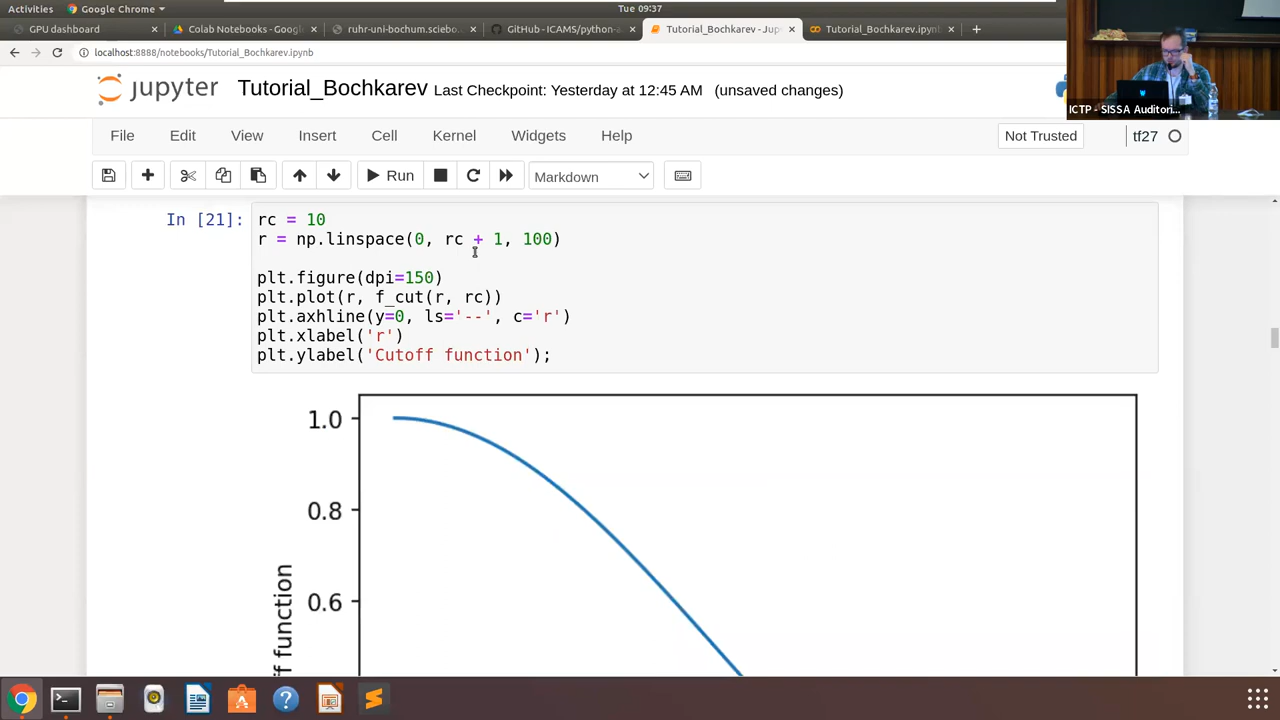 Activities
Google Chrome
Tue 09:37
GPU dashboard
Colab Notebooks - Google
ruhr-uni-bochum.sciebo
GitHub - ICAMS/python-a
Tutorial_Bochkarev - Jup
Tutorial_Bochkarev.ipynb
localhost:8888/notebooks/Tutorial_Bochkarev.ipynb
jupyter
Tutorial_Bochkarev Last Checkpoint: Yesterday at 12:45 AM (unsaved changes)
ICTP - SISSA Auditori...
File Edit View Insert Cell Kernel Widgets Help
Not Trusted
tf27
Run
Markdown
In [21]:
rc = 10
r = np.linspace(0, rc + 1, 100)
plt.figure(dpi=150)
plt.plot(r, f_cut(r, rc))
plt.axhline(y=0, ls='--', c='r')
plt.xlabel('r')
plt.ylabel('Cutoff function');
1.0
0.8
0.6
ff function